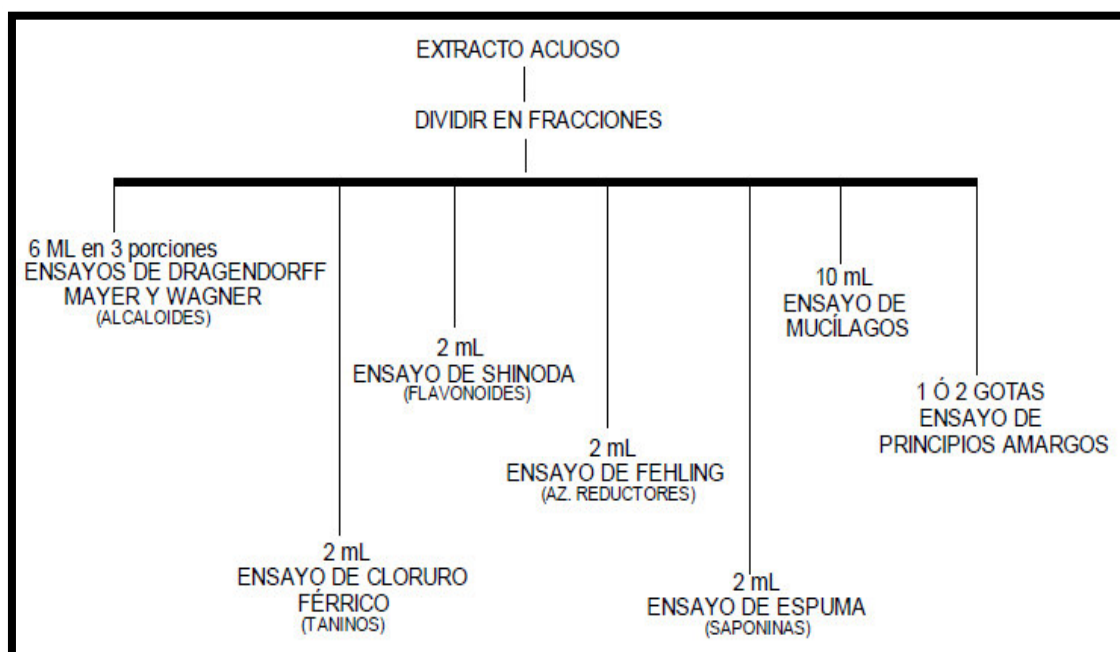 EXTRACTO ACUOSO
DIVIDIR EN FRACCIONES
6 ML en 3 porciones
ENSAYOS DE DRAGENDORFF
MAYER Y WAGNER
(ALCALOIDES)
2 mL
ENSAYO DE CLORURO
FÉRRICO
(TANINOS)
2 mL
ENSAYO DE SHINODA
(FLAVONOIDES)
2 mL
ENSAYO DE FEHLING
(AZ. REDUCTORES)
2 mL
ENSAYO DE ESPUMA
(SAPONINAS)
10 mL
ENSAYO DE
MUCÍLAGOS
1 Ó 2 GOTAS
ENSAYO DE
PRINCIPIOS AMARGOS